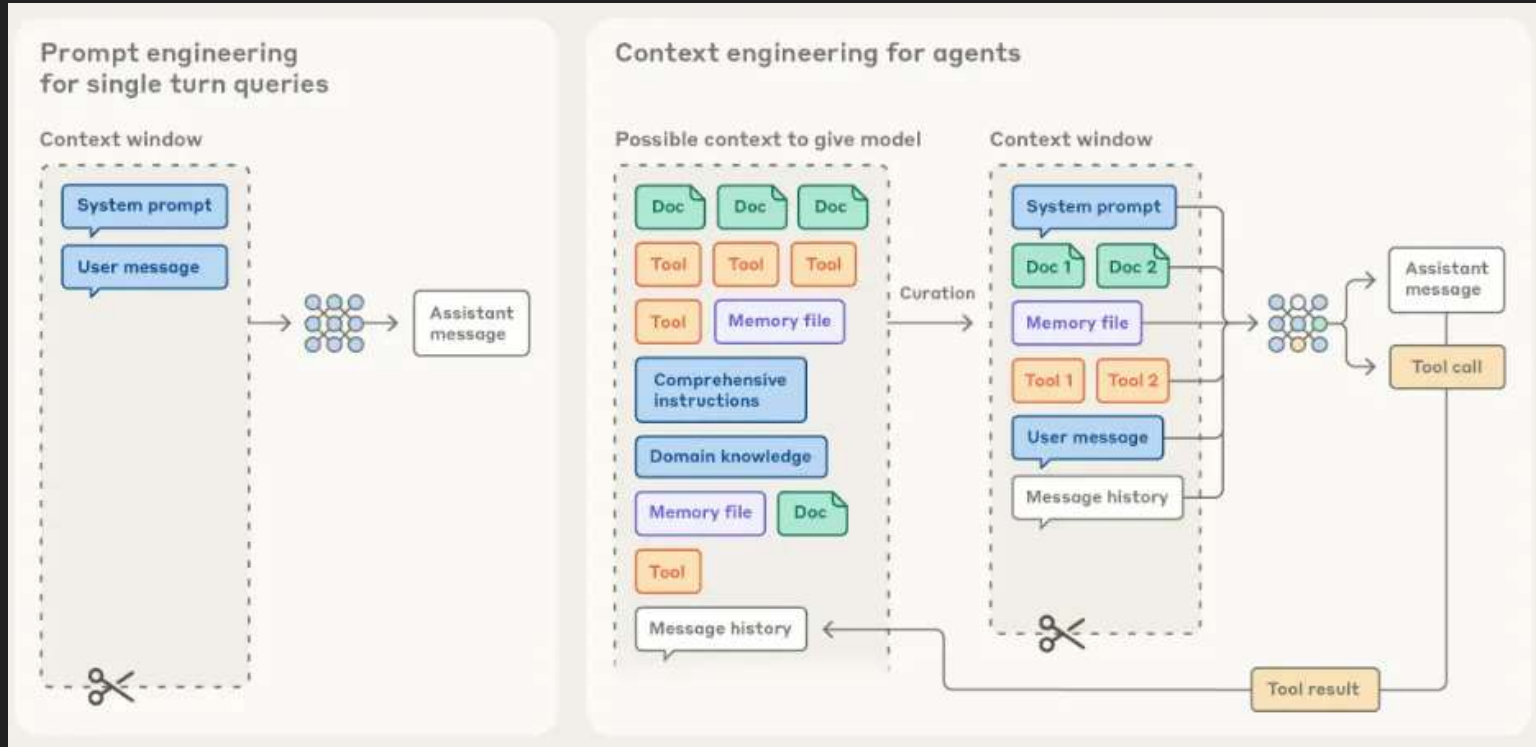 Prompt engineering
for single turn queries
Context window
System prompt
User message
Assistant
message
Context engineering for agents
Possible context to give model
Doc Doc Doc
Tool Tool Tool
Tool Memory file
Comprehensive
instructions
Domain knowledge
Memory file Doc
Tool
Message history
Curation
Context window
System prompt
Doc 1 Doc 2
Memory file
Tool 1 Tool 2
User message
Message history
Assistant
message
Tool call
Tool result